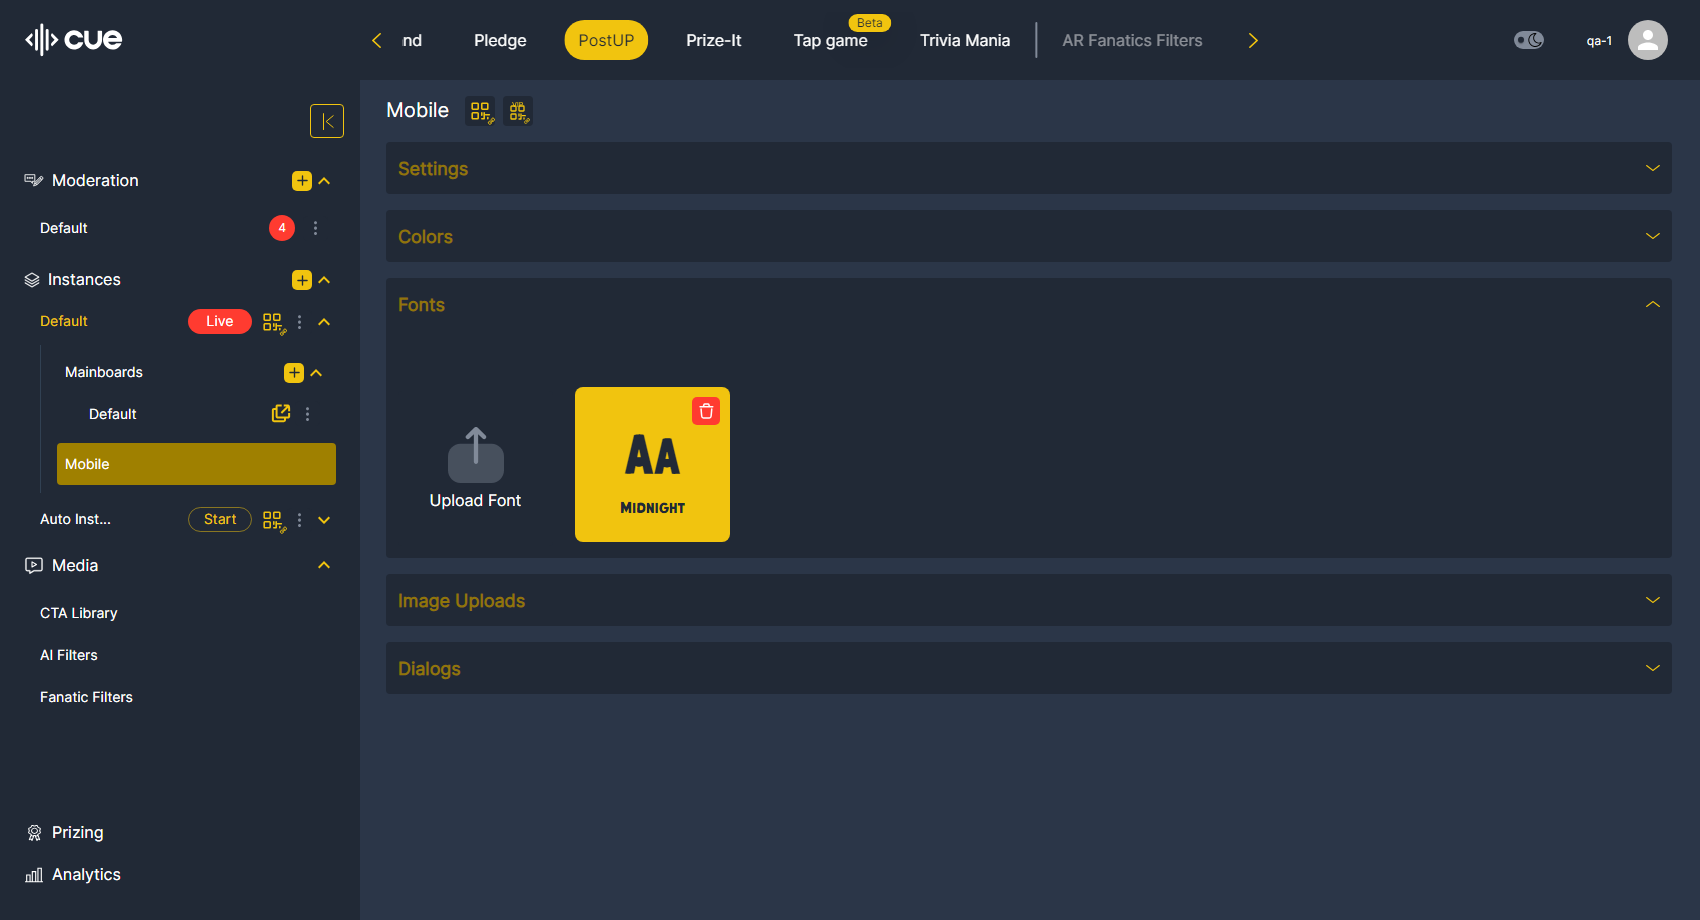 cue
nd
Pledge
PostUP
Prize-It
Beta
Tap game
Trivia Mania
AR Fanatics Filters
qa-1
Moderation
Default
4
Instances
Default
Live
Mainboards
Default
Mobile
Auto Inst...
Start
Media
CTA Library
AI Filters
Fanatic Filters
Prizing
Analytics
Mobile
VIP
Settings
Colors
Fonts
Upload Font
AA
MIDNIGHT
Image Uploads
Dialogs